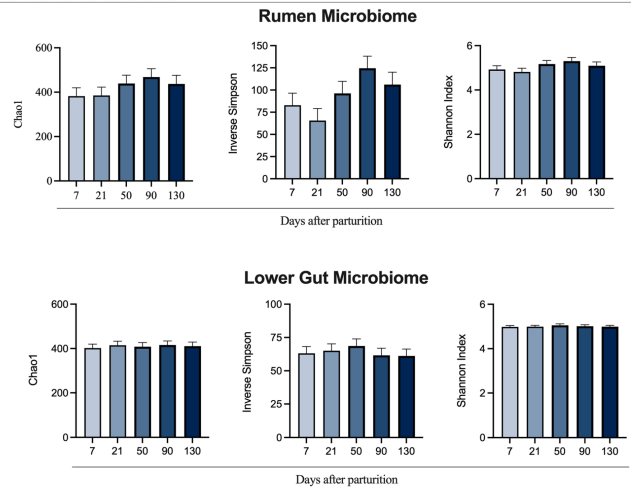 Rumen Microbiome
Chao1
600
400
200
0
7 21 50 90 130
Inverse Simpson
150
125
100
75
50
25
0
7 21 50 90 130
Shannon Index
6
4
2
0
7 21 50 90 130
Days after parturition
Lower Gut Microbiome
Chao1
600
400
200
0
7 21 50 90 130
Inverse Simpson
100
75
50
25
0
7 21 50 90 130
Shannon Index
6
4
2
0
7 21 50 90 130
Days after parturition